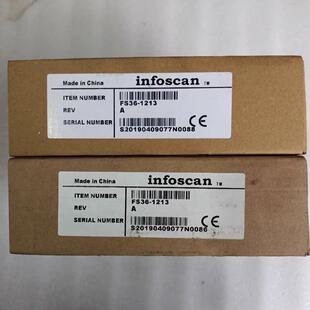 Made in China infoscan TM
ITEM NUMBER FS36-1213
REV A
SERIAL NUMBER S20190409077N0088 CE
Made in China infoscan TM
ITEM NUMBER FS36-1213
REV A
SERIAL NUMBER S20190409077N0086 CE